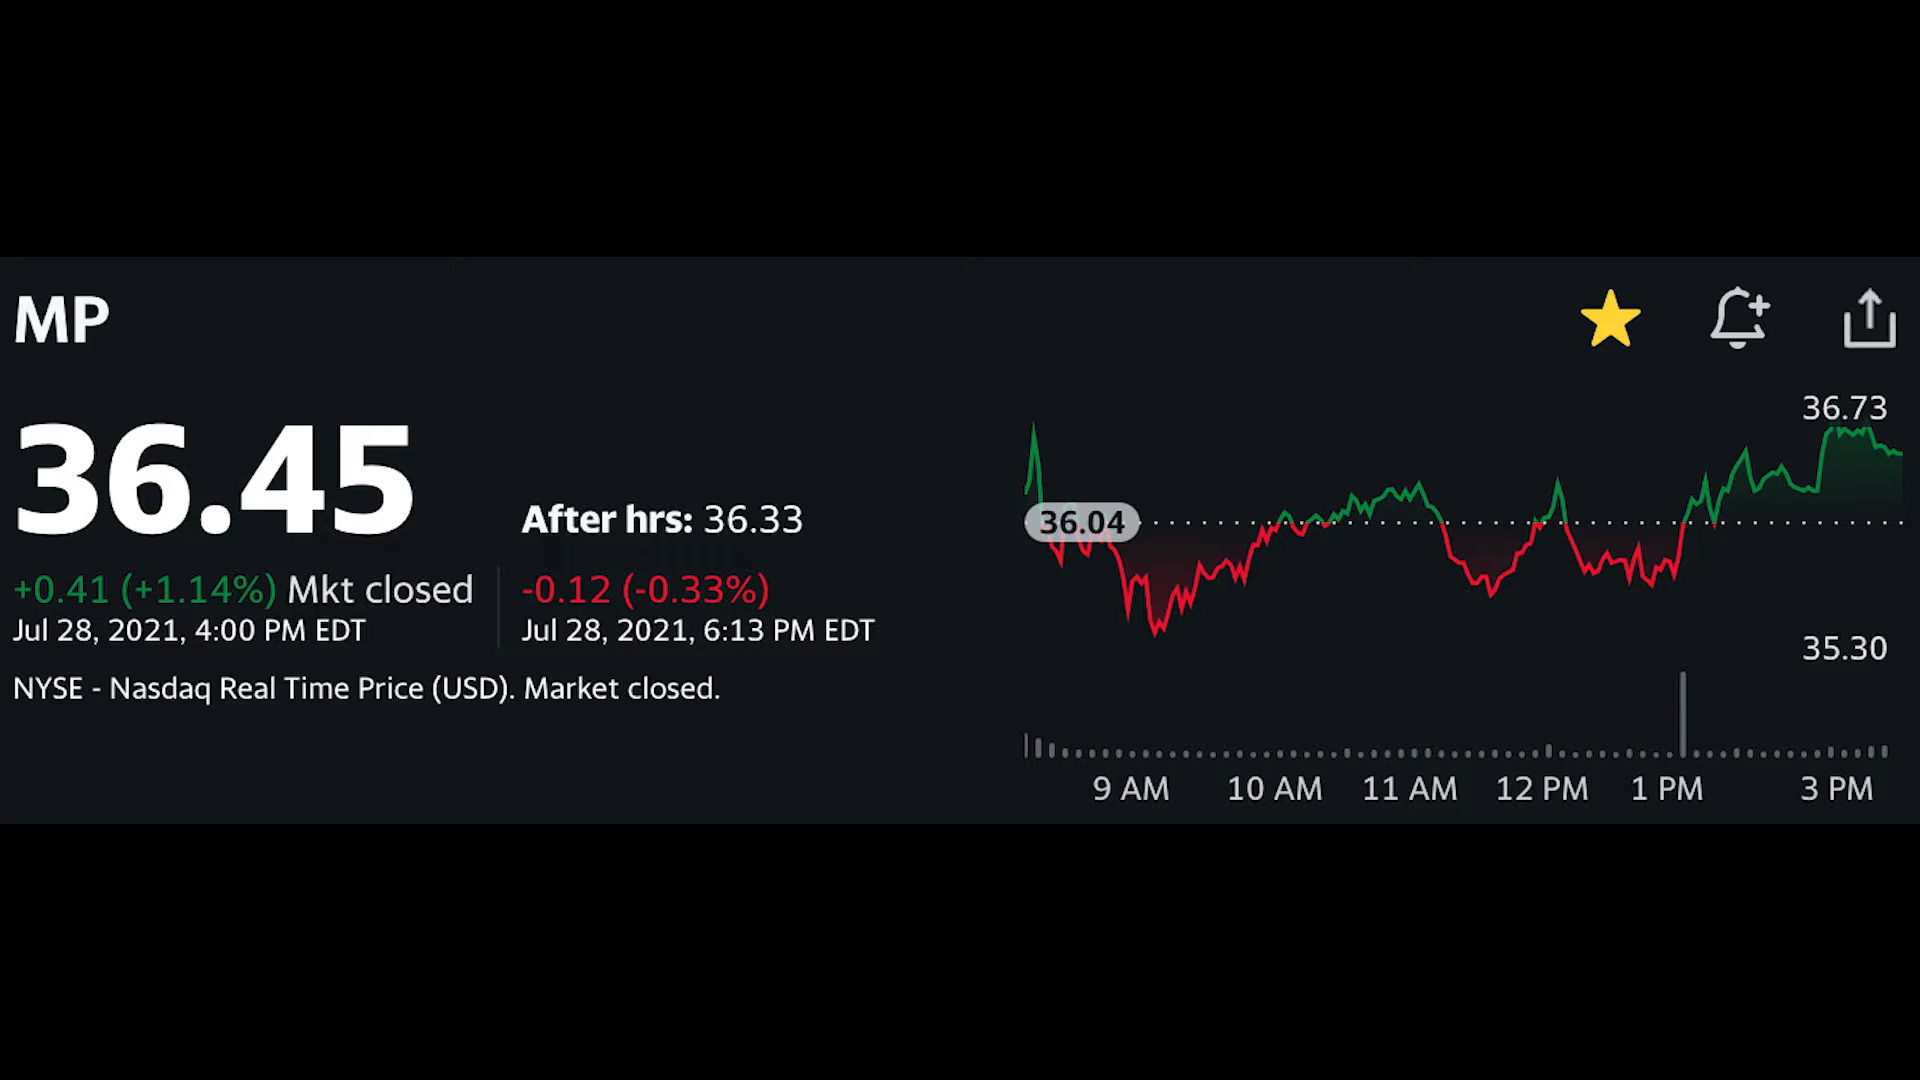 MP
36.45
After hrs: 36.33
+0.41 (+1.14%) Mkt closed
-0.12 (-0.33%)
Jul 28, 2021, 4:00 PM EDT
Jul 28, 2021, 6:13 PM EDT
NYSE - Nasdaq Real Time Price (USD). Market closed.
36.73
36.04
35.30
9 AM 10 AM 11 AM 12 PM 1 PM 3 PM